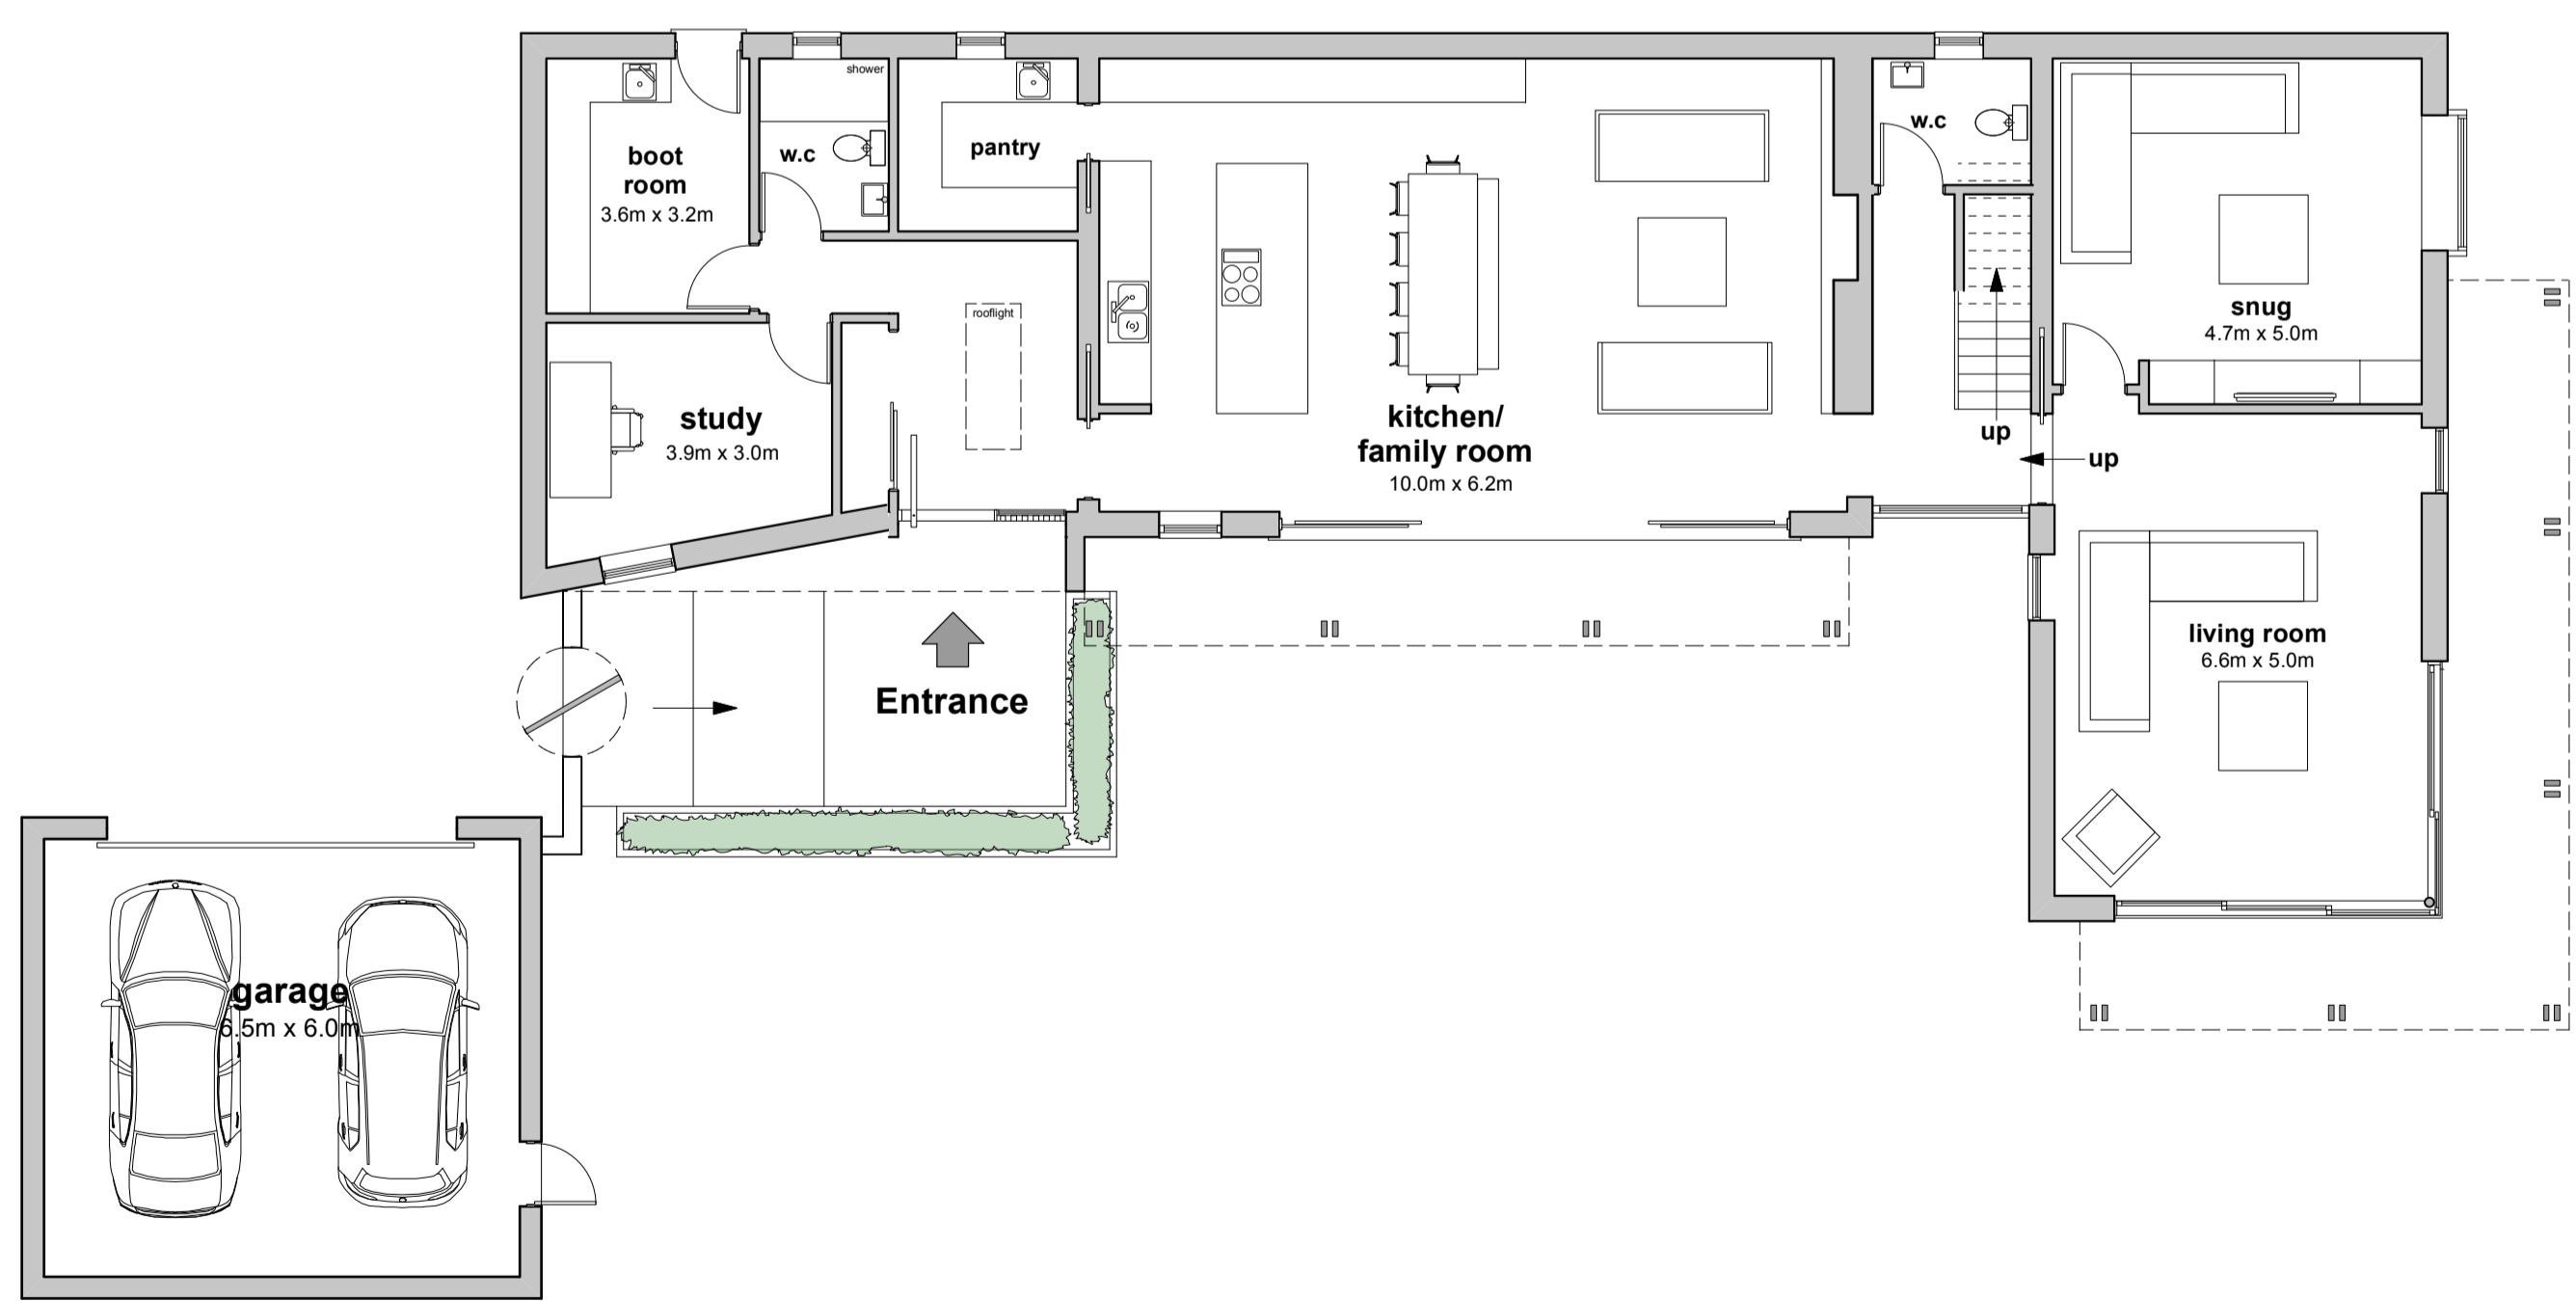 shower
boot
room
3.6m x 3.2m
w.c
pantry
w.c
rooflight
study
3.9m x 3.0m
kitchen/
family room
10.0m x 6.2m
up
up
snug
4.7m x 5.0m
living room
6.6m x 5.0m
Entrance
garage
6.5m x 6.0m